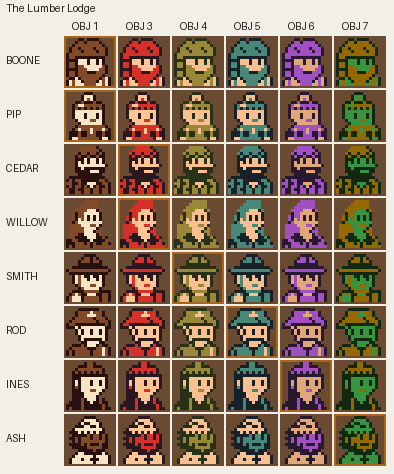 The Lumber Lodge
OBJ 1 OBJ 3 OBJ 4 OBJ 5 OBJ 6 OBJ 7
BOONE
PIP
CEDAR
WILLOW
SMITH
ROD
INES
ASH